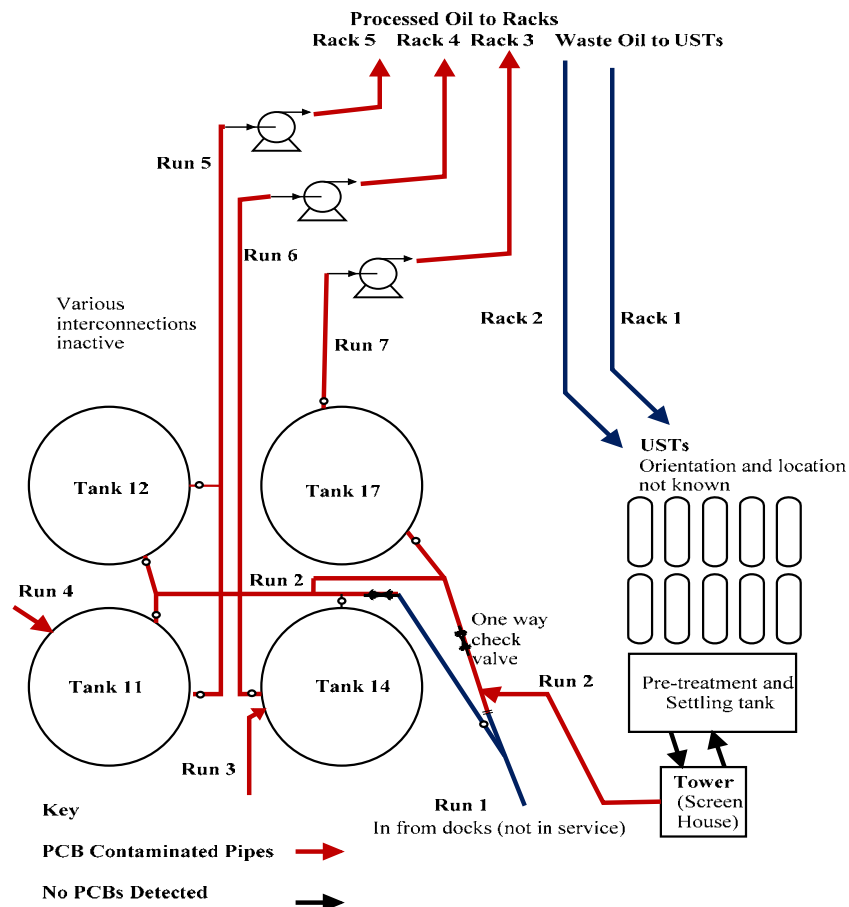 Processed Oil to Racks
Rack 5 Rack 4 Rack 3 Waste Oil to USTs
Run 5
Run 6
Various
interconnections
inactive
Rack 2 Rack 1
Run 7
USTs
Orientation and location
not known
Tank 12
Tank 17
Run 2
Run 4
One way
check
valve
Run 2
Tank 11
Tank 14
Pre-treatment and
Settling tank
Run 3
Tower
(Screen
House)
Run 1
In from docks (not in service)
Key
PCB Contaminated Pipes
No PCBs Detected